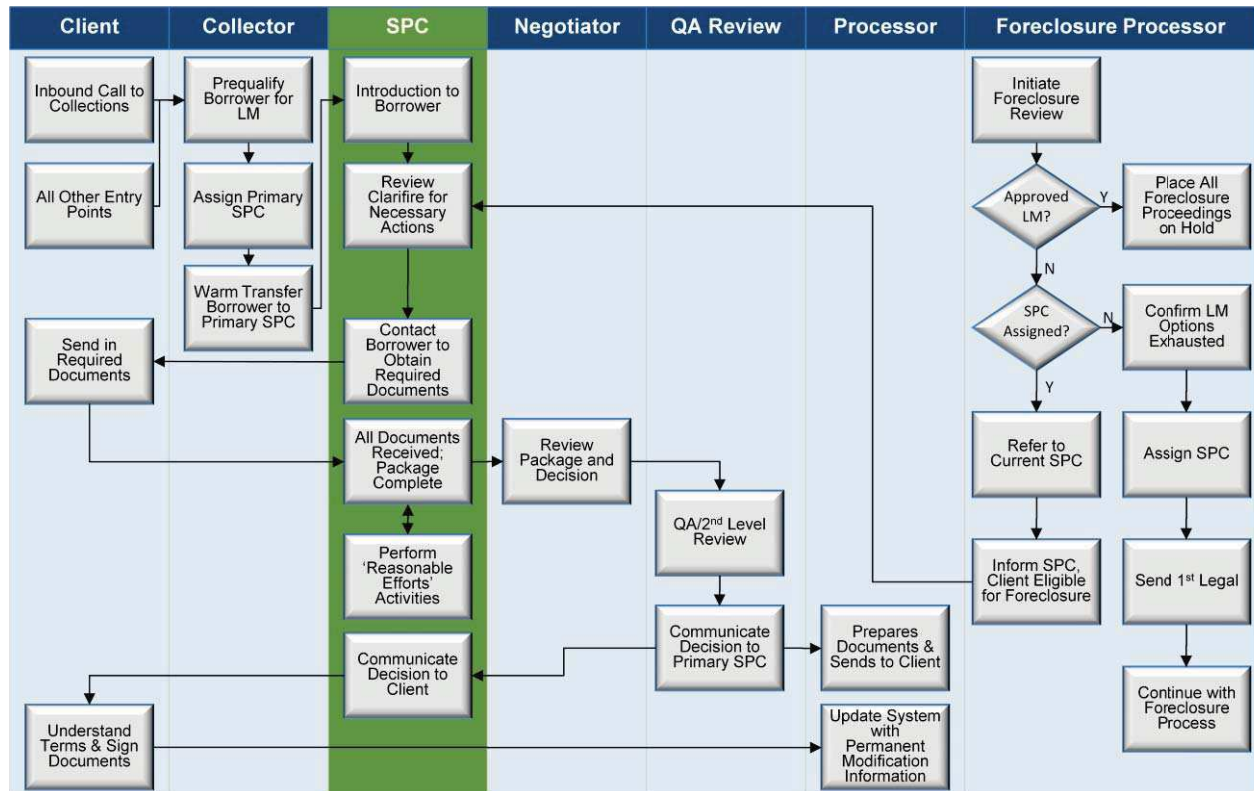 Client
Collector
SPC
Negotiator
QA Review
Processor
Foreclosure Processor
Inbound Call to
Collections
Prequalify
Borrower for
LM
Introduction to
Borrower
Initiate
Foreclosure
Review
All Other Entry
Points
Assign Primary
SPC
Review
Clarifire for
Necessary
Actions
Approved
LM?
Y
Place All
Foreclosure
Proceedings
on Hold
N
Warm Transfer
Borrower to
Primary SPC
SPC
Assigned?
N
Confirm LM
Options
Exhausted
Y
Send in
Required
Documents
Contact
Borrower to
Obtain
Required
Documents
All Documents
Received;
Package
Complete
Review
Package and
Decision
Refer to
Current SPC
Assign SPC
QA/2nd Level
Review
Perform
‘Reasonable
Efforts’
Activities
Inform SPC,
Client Eligible
for Foreclosure
Send 1st Legal
Communicate
Decision to
Client
Communicate
Decision to
Primary SPC
Prepares
Documents &
Sends to Client
Continue with
Foreclosure
Process
Understand
Terms & Sign
Documents
Update System
with
Permanent
Modification
Information